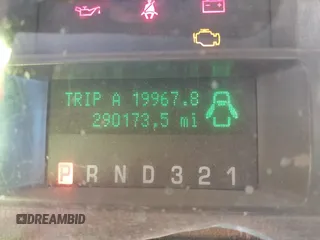 TRIP A 19967.8
290173.5 mi
P R N D 3 2 1
DREAMBID